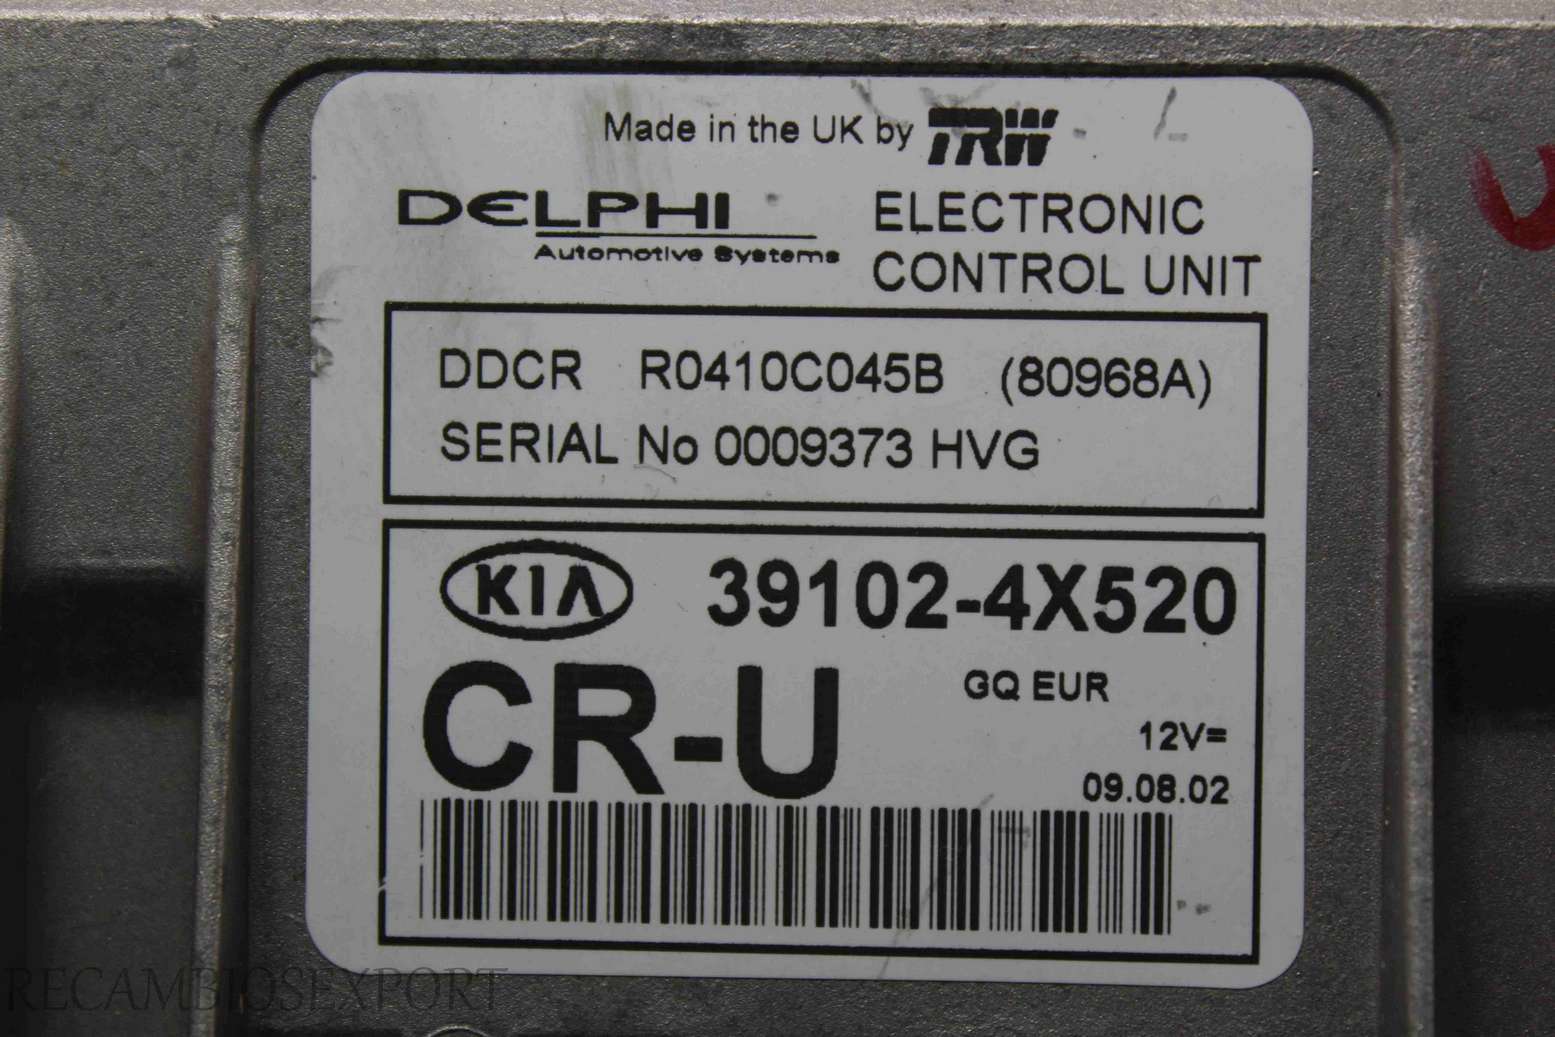 Made in the UK by TRW
DELPHI
Automotive Systems
ELECTRONIC
CONTROL UNIT
DDCR R0410C045B (80968A)
SERIAL No 0009373 HVG
KIA 39102-4X520
CR-U
GQ EUR
12V=
09.08.02
RECAMBIOSEXPORT